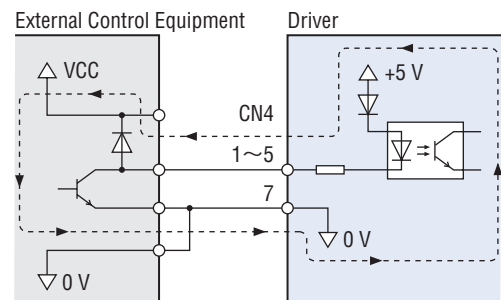 External Control Equipment Driver
VCC
+5 V
CN4
1～5
7
0 V
0 V